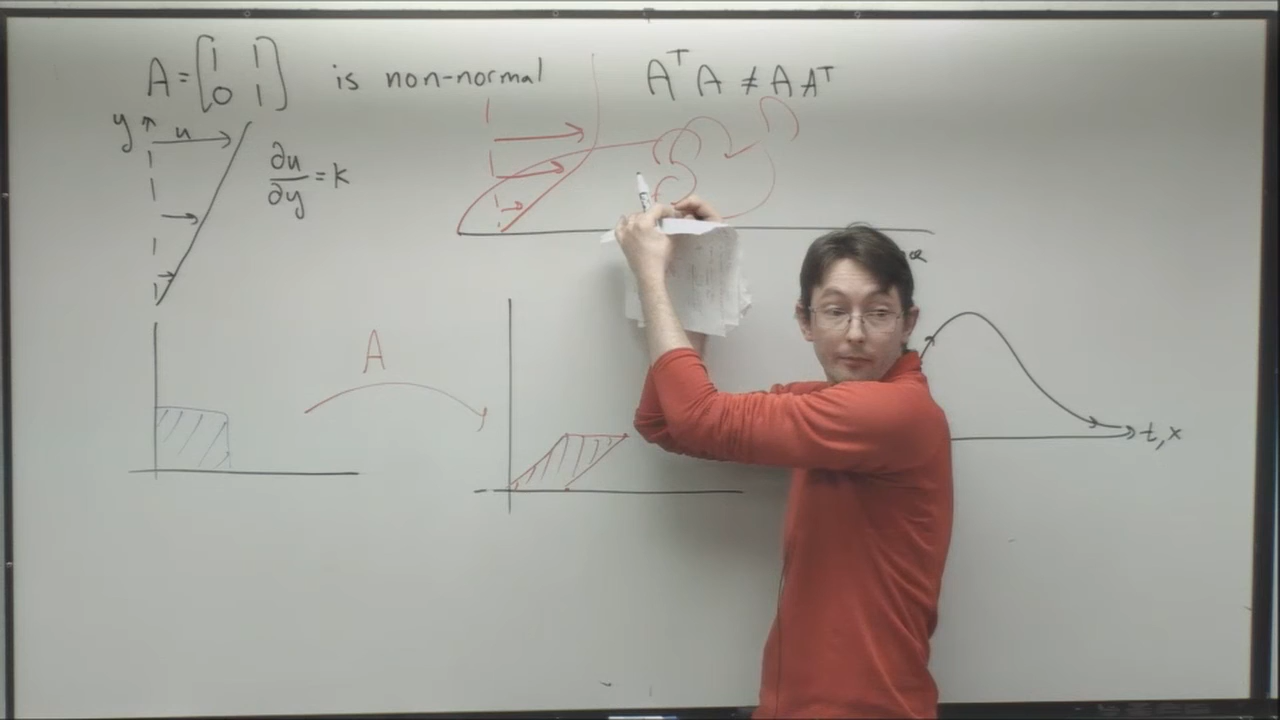 A = [1 1
0 1] is non-normal AᵀA ≠ AAᵀ
y u
∂u/∂y = k
A
t, x